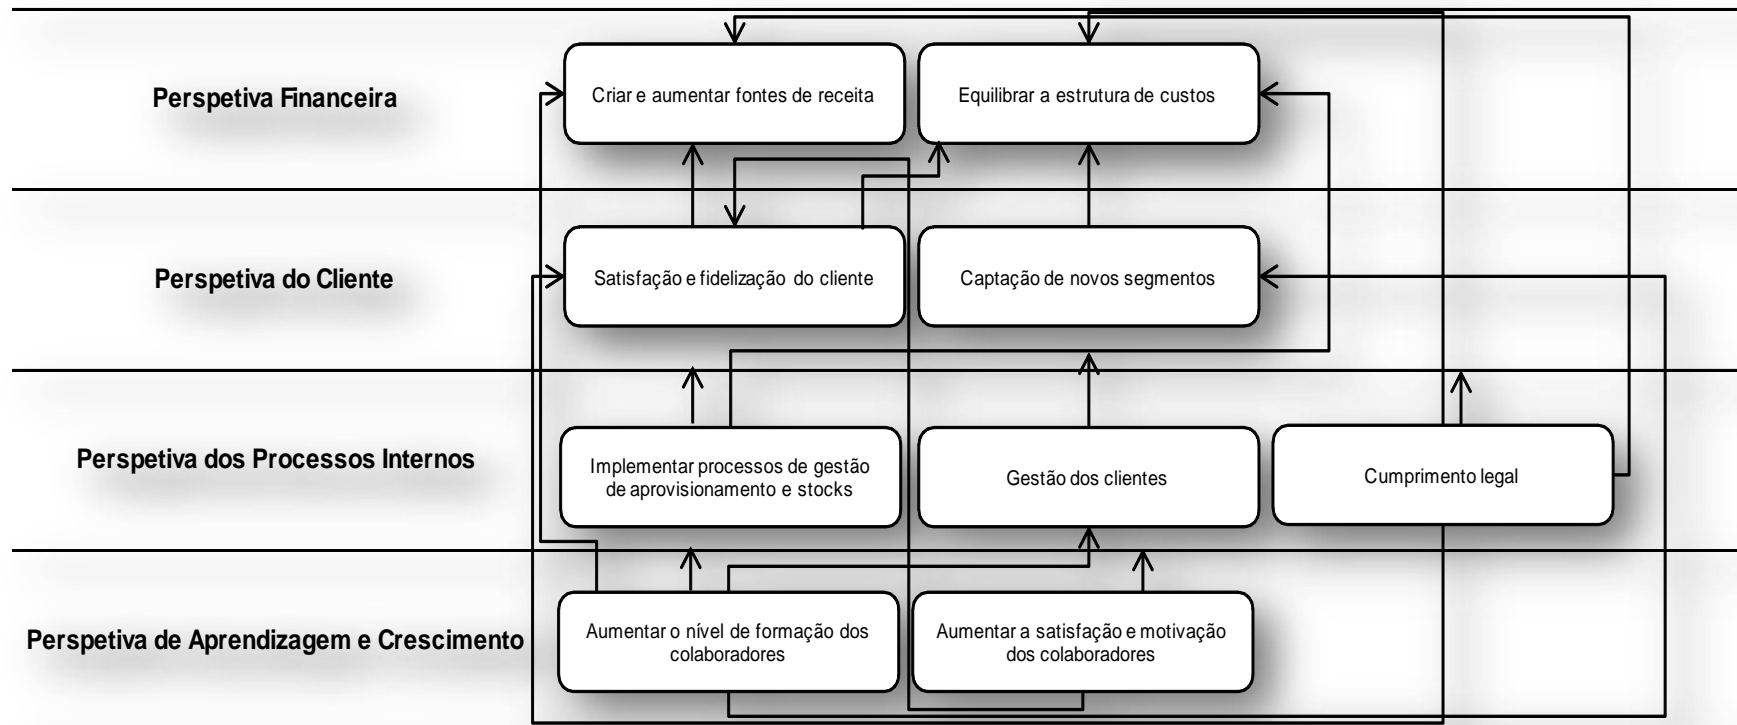 Perspetiva Financeira
Criar e aumentar fontes de receita
Equilibrar a estrutura de custos
Perspetiva do Cliente
Satisfação e fidelização do cliente
Captação de novos segmentos
Perspetiva dos Processos Internos
Implementar processos de gestão
de aprovisionamento e stocks
Gestão dos clientes
Cumprimento legal
Perspetiva de Aprendizagem e Crescimento
Aumentar o nível de formação dos
colaboradores
Aumentar a satisfação e motivação
dos colaboradores